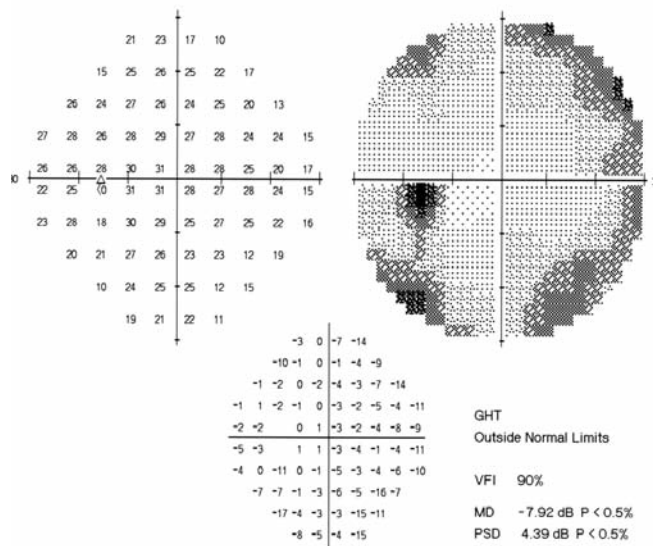 21 23 17 10
15 25 26 25 22 17
26 24 27 26 24 25 20 13
27 28 26 28 29 27 28 24 24 15
26 26 28 30 31 28 28 25 20 17
22 25 (0 31 31 28 27 28 24 15
23 28 18 30 29 25 27 25 22 16
20 21 27 26 23 23 12 19
10 24 25 25 12 15
19 21 22 11
-3 0 -7 -14
-10 -1 0 -1 -4 -9
-1 -2 0 -2 -4 -3 -7 -14
-1 1 -2 -1 0 -3 -2 -5 -4 -11
-2 -2 0 1 -3 -2 -4 -8 -9
-5 -3 1 1 -3 -4 -1 -4 -11
-4 0 -11 0 -1 -5 -3 -4 -6 -10
-7 -7 -1 -3 -6 -5 -16 -7
-17 -4 -3 -3 -15 -11
-8 -5 -4 -15
GHT
Outside Normal Limits
VFI 90%
MD -7.92 dB P < 0.5%
PSD 4.39 dB P < 0.5%